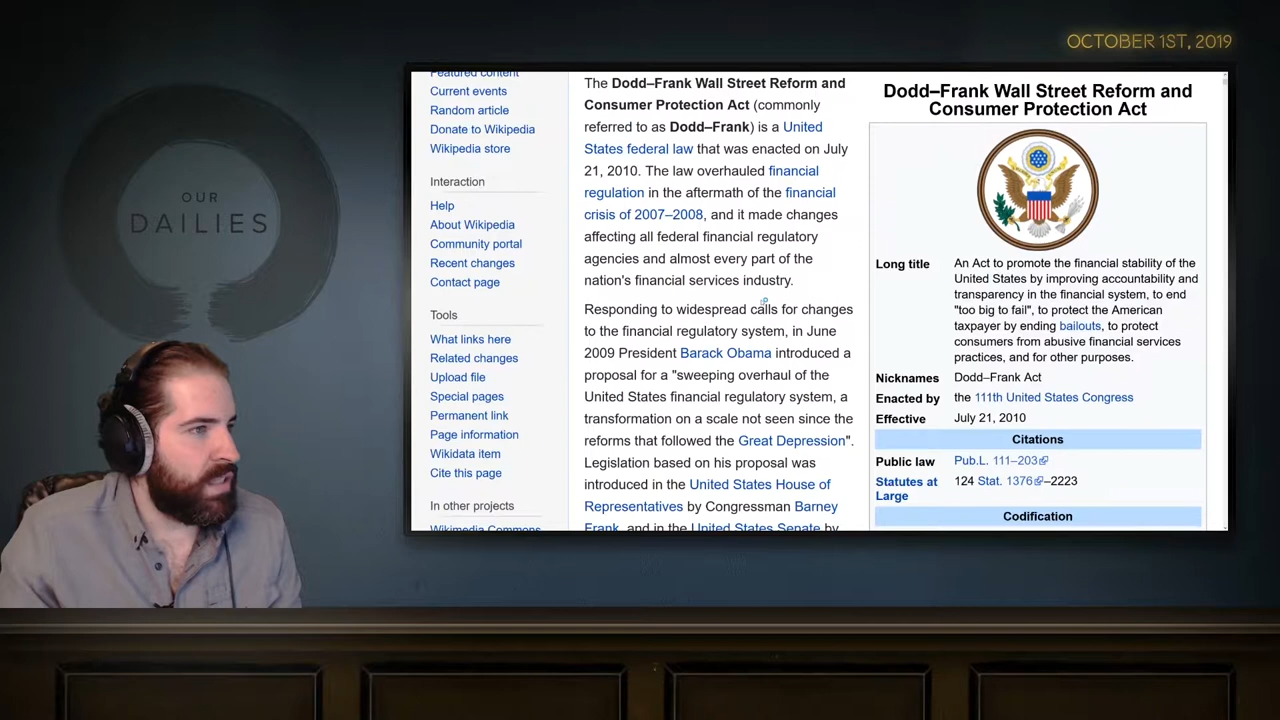 OCTOBER 1ST, 2019
OUR
DAILIES
Featured content
Current events
Random article
Donate to Wikipedia
Wikipedia store
Interaction
Help
About Wikipedia
Community portal
Recent changes
Contact page
Tools
What links here
Related changes
Upload file
Special pages
Permanent link
Page information
Wikidata item
Cite this page
In other projects
Wikimedia Commons
The Dodd–Frank Wall Street Reform and
Consumer Protection Act (commonly
referred to as Dodd–Frank) is a United
States federal law that was enacted on July
21, 2010. The law overhauled financial
regulation in the aftermath of the financial
crisis of 2007–2008, and it made changes
affecting all federal financial regulatory
agencies and almost every part of the
nation's financial services industry.
Responding to widespread calls for changes
to the financial regulatory system, in June
2009 President Barack Obama introduced a
proposal for a "sweeping overhaul of the
United States financial regulatory system, a
transformation on a scale not seen since the
reforms that followed the Great Depression".
Legislation based on his proposal was
introduced in the United States House of
Representatives by Congressman Barney
Frank, and in the United States Senate by
Dodd–Frank Wall Street Reform and
Consumer Protection Act
Long title An Act to promote the financial stability of the
United States by improving accountability and
transparency in the financial system, to end
"too big to fail", to protect the American
taxpayer by ending bailouts, to protect
consumers from abusive financial services
practices, and for other purposes.
Nicknames Dodd–Frank Act
Enacted by the 111th United States Congress
Effective July 21, 2010
Citations
Public law Pub.L. 111–203
Statutes at 124 Stat. 1376–2223
Large
Codification